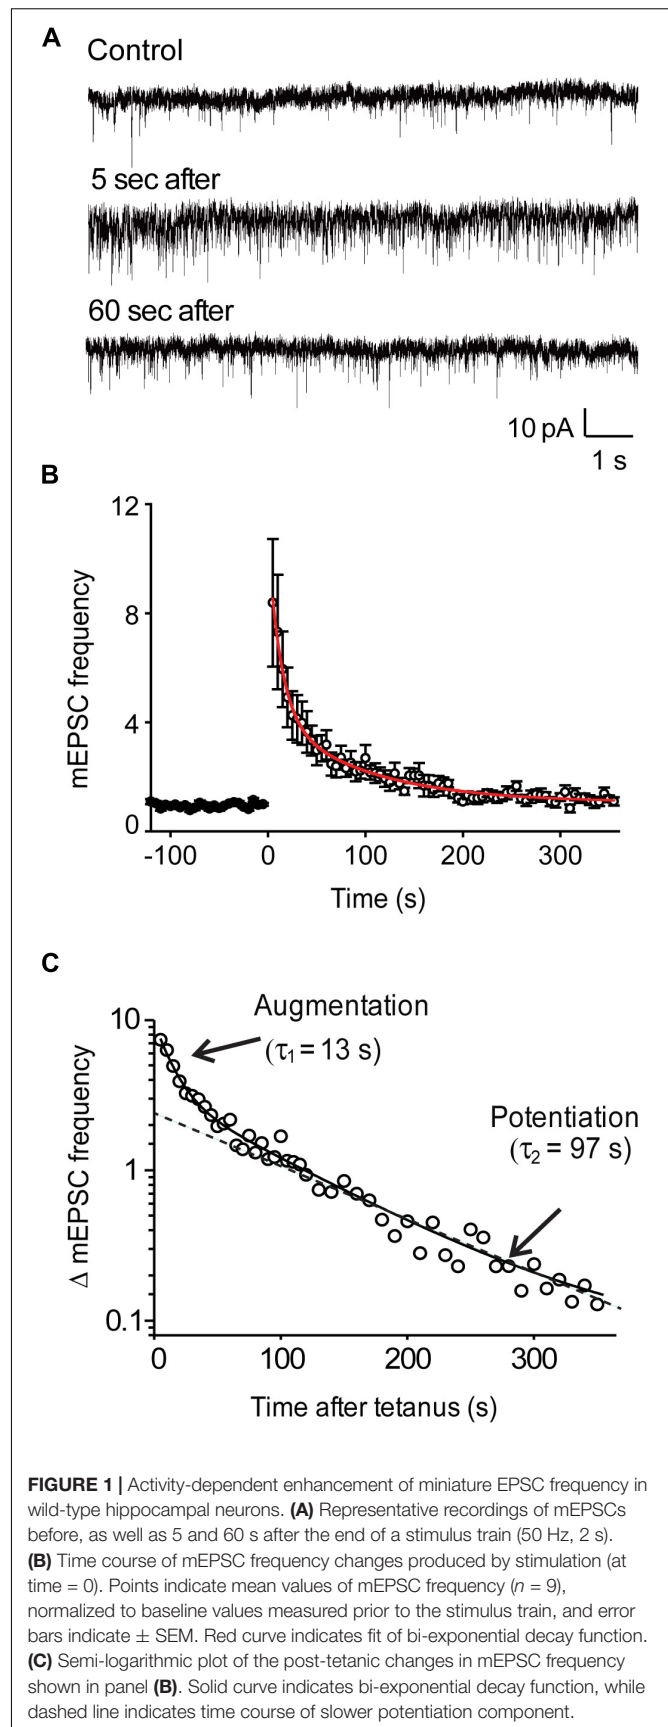 A
Control
5 sec after
60 sec after
10 pA
1 s
B
12
8
4
0
mEPSC frequency
-100 0 100 200 300
Time (s)
C
10
1
0.1
Δ mEPSC frequency
Augmentation
(τ1 = 13 s)
Potentiation
(τ2 = 97 s)
0 100 200 300
Time after tetanus (s)
FIGURE 1 | Activity-dependent enhancement of miniature EPSC frequency in
wild-type hippocampal neurons. (A) Representative recordings of mEPSCs
before, as well as 5 and 60 s after the end of a stimulus train (50 Hz, 2 s).
(B) Time course of mEPSC frequency changes produced by stimulation (at
time = 0). Points indicate mean values of mEPSC frequency (n = 9),
normalized to baseline values measured prior to the stimulus train, and error
bars indicate ± SEM. Red curve indicates fit of bi-exponential decay function.
(C) Semi-logarithmic plot of the post-tetanic changes in mEPSC frequency
shown in panel (B). Solid curve indicates bi-exponential decay function, while
dashed line indicates time course of slower potentiation component.